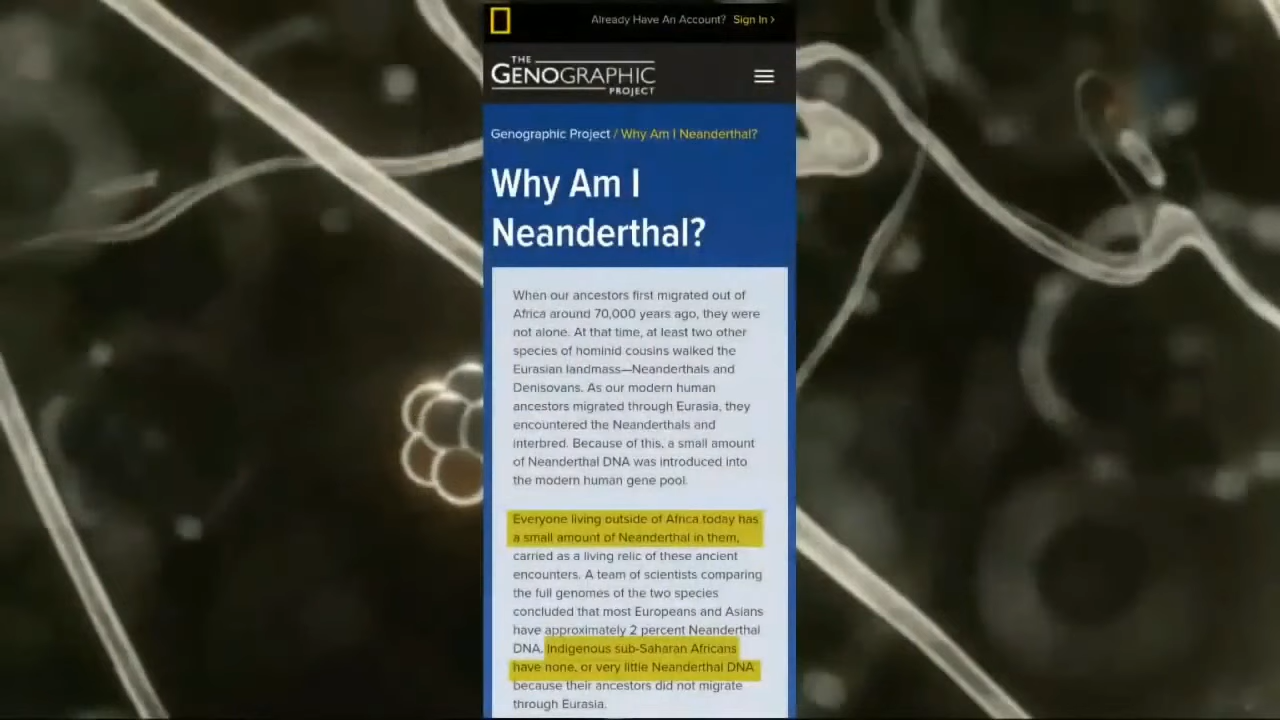 Already Have An Account? Sign In >
THE
GENOGRAPHIC
PROJECT
Genographic Project / Why Am I Neanderthal?
Why Am I
Neanderthal?
When our ancestors first migrated out of
Africa around 70,000 years ago, they were
not alone. At that time, at least two other
species of hominid cousins walked the
Eurasian landmass—Neanderthals and
Denisovans. As our modern human
ancestors migrated through Eurasia, they
encountered the Neanderthals and
interbred. Because of this, a small amount
of Neanderthal DNA was introduced into
the modern human gene pool.
Everyone living outside of Africa today has
a small amount of Neanderthal in them,
carried as a living relic of these ancient
encounters. A team of scientists comparing
the full genomes of the two species
concluded that most Europeans and Asians
have approximately 2 percent Neanderthal
DNA. Indigenous sub-Saharan Africans
have none, or very little Neanderthal DNA
because their ancestors did not migrate
through Eurasia.